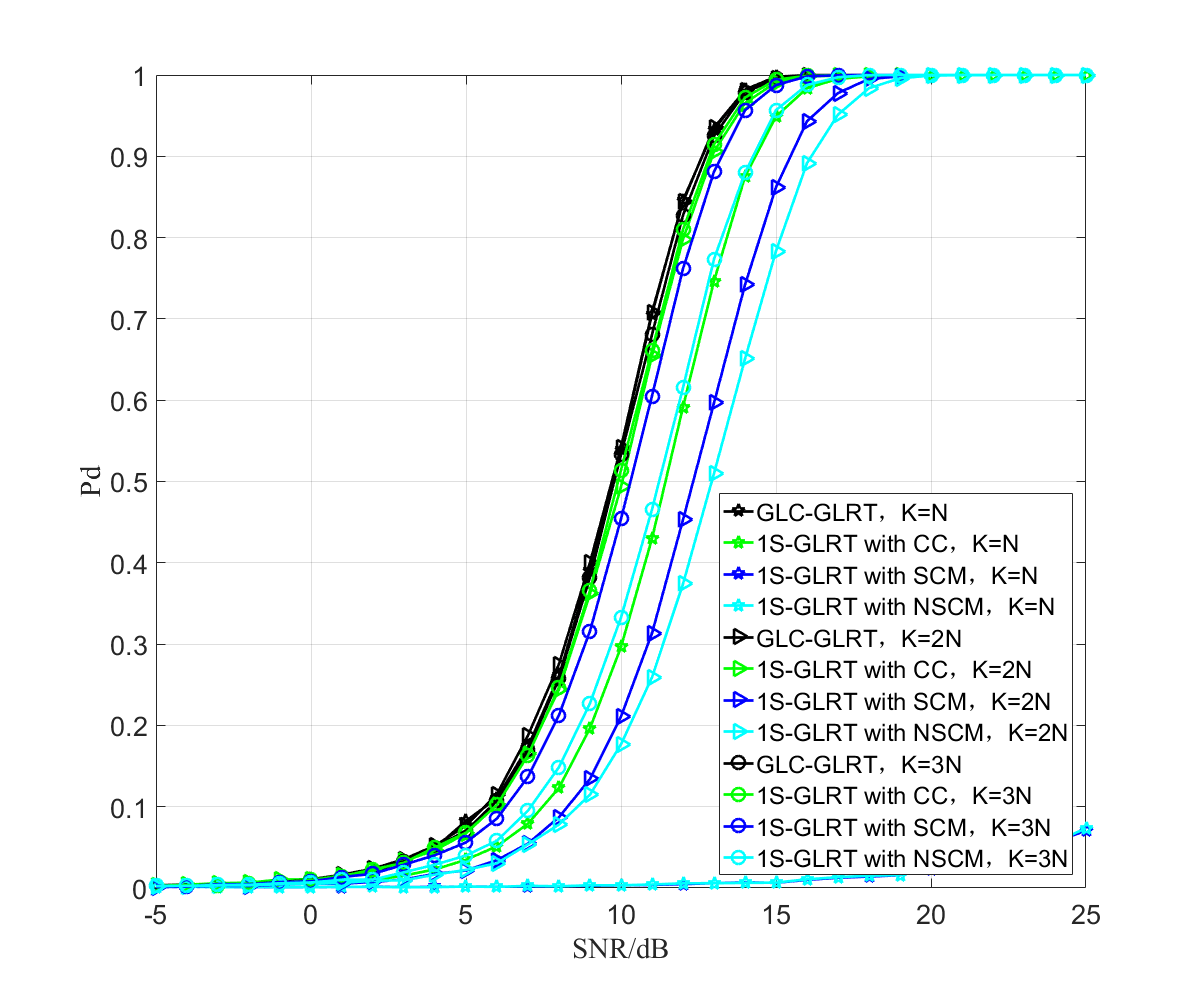 1
0.9
0.8
0.7
0.6
0.5
0.4
0.3
0.2
0.1
0
Pd
GLC-GLRT，K=N
1S-GLRT with CC，K=N
1S-GLRT with SCM，K=N
1S-GLRT with NSCM，K=N
GLC-GLRT，K=2N
1S-GLRT with CC，K=2N
1S-GLRT with SCM，K=2N
1S-GLRT with NSCM，K=2N
GLC-GLRT，K=3N
1S-GLRT with CC，K=3N
1S-GLRT with SCM，K=3N
1S-GLRT with NSCM，K=3N
-5 0 5 10 15 20 25
SNR/dB